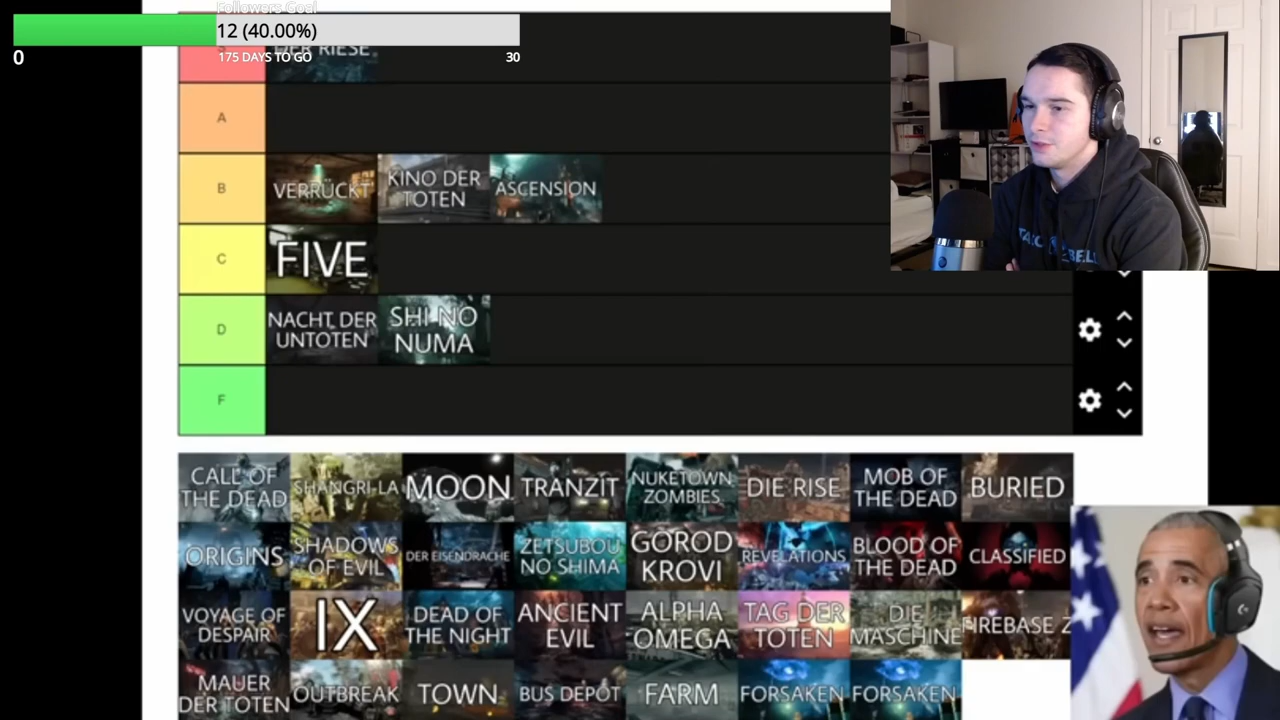 Followers Goal
12 (40.00%)
0
175 DAYS TO GO
30
S
DER RIESE
A
B
VERRÜCKT
KINO DER
TOTEN
ASCENSION
C
FIVE
D
NACHT DER
UNTOTEN
SHI NO
NUMA
F
CALL OF
THE DEAD
SHANGRI-LA
MOON
TRANZIT
NUKETOWN
ZOMBIES
DIE RISE
MOB OF
THE DEAD
BURIED
ORIGINS
SHADOWS
OF EVIL
DER EISENDRACHE
ZETSUBOU
NO SHIMA
GOROD
KROVI
REVELATIONS
BLOOD OF
THE DEAD
CLASSIFIED
VOYAGE OF
DESPAIR
IX
DEAD OF
THE NIGHT
ANCIENT
EVIL
ALPHA
OMEGA
TAG DER
TOTEN
DIE
MASCHINE
FIREBASE Z
MAUER
DER TOTEN
OUTBREAK
TOWN
BUS DEPOT
FARM
FORSAKEN
FORSAKEN